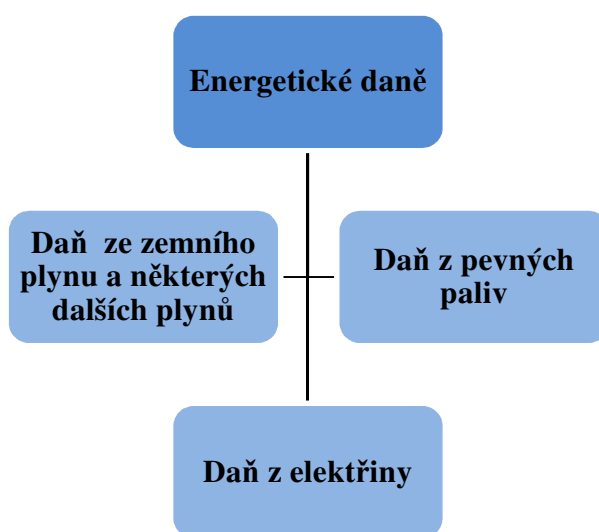 Energetické daně
Daň ze zemního
plynu a některých
dalších plynů
Daň z pevných
paliv
Daň z elektřiny